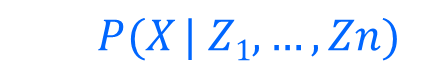 P(X | Z₁, ..., Zn)